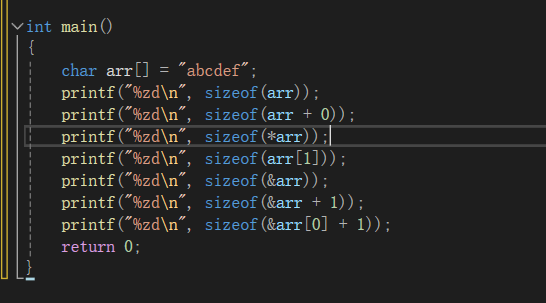 int main()
{
char arr[] = "abcdef";
printf("%zd\n", sizeof(arr));
printf("%zd\n", sizeof(arr + 0));
printf("%zd\n", sizeof(*arr));
printf("%zd\n", sizeof(arr[1]));
printf("%zd\n", sizeof(&arr));
printf("%zd\n", sizeof(&arr + 1));
printf("%zd\n", sizeof(&arr[0] + 1));
return 0;
}